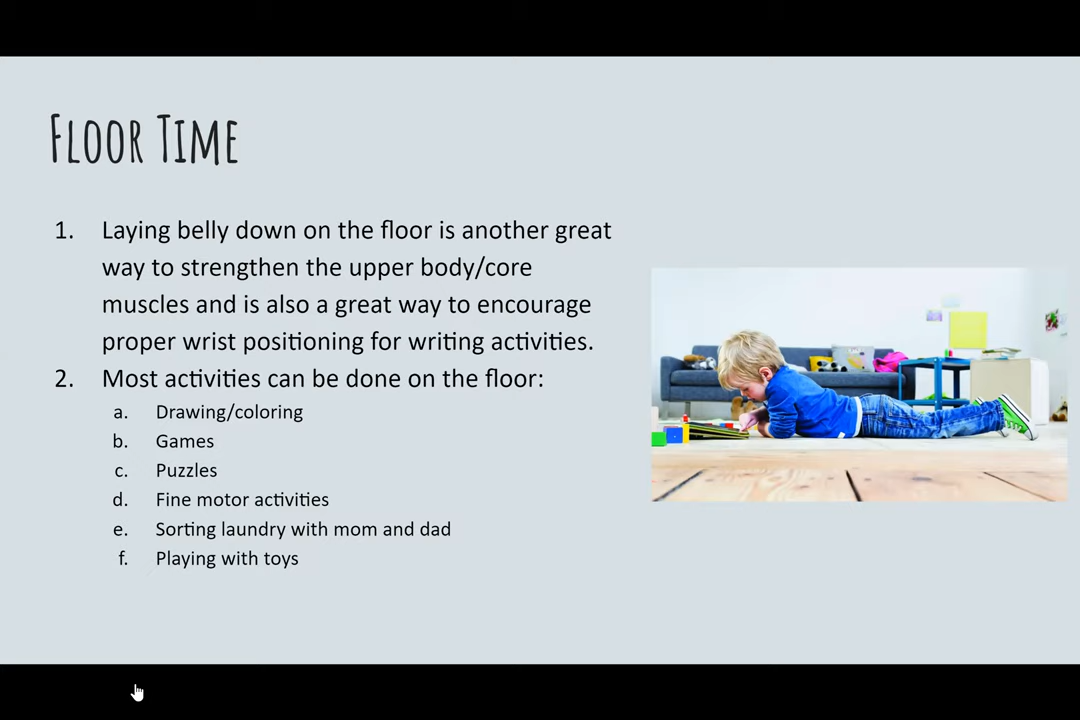 Floor Time
1. Laying belly down on the floor is another great
way to strengthen the upper body/core
muscles and is also a great way to encourage
proper wrist positioning for writing activities.
2. Most activities can be done on the floor:
a. Drawing/coloring
b. Games
c. Puzzles
d. Fine motor activities
e. Sorting laundry with mom and dad
f. Playing with toys